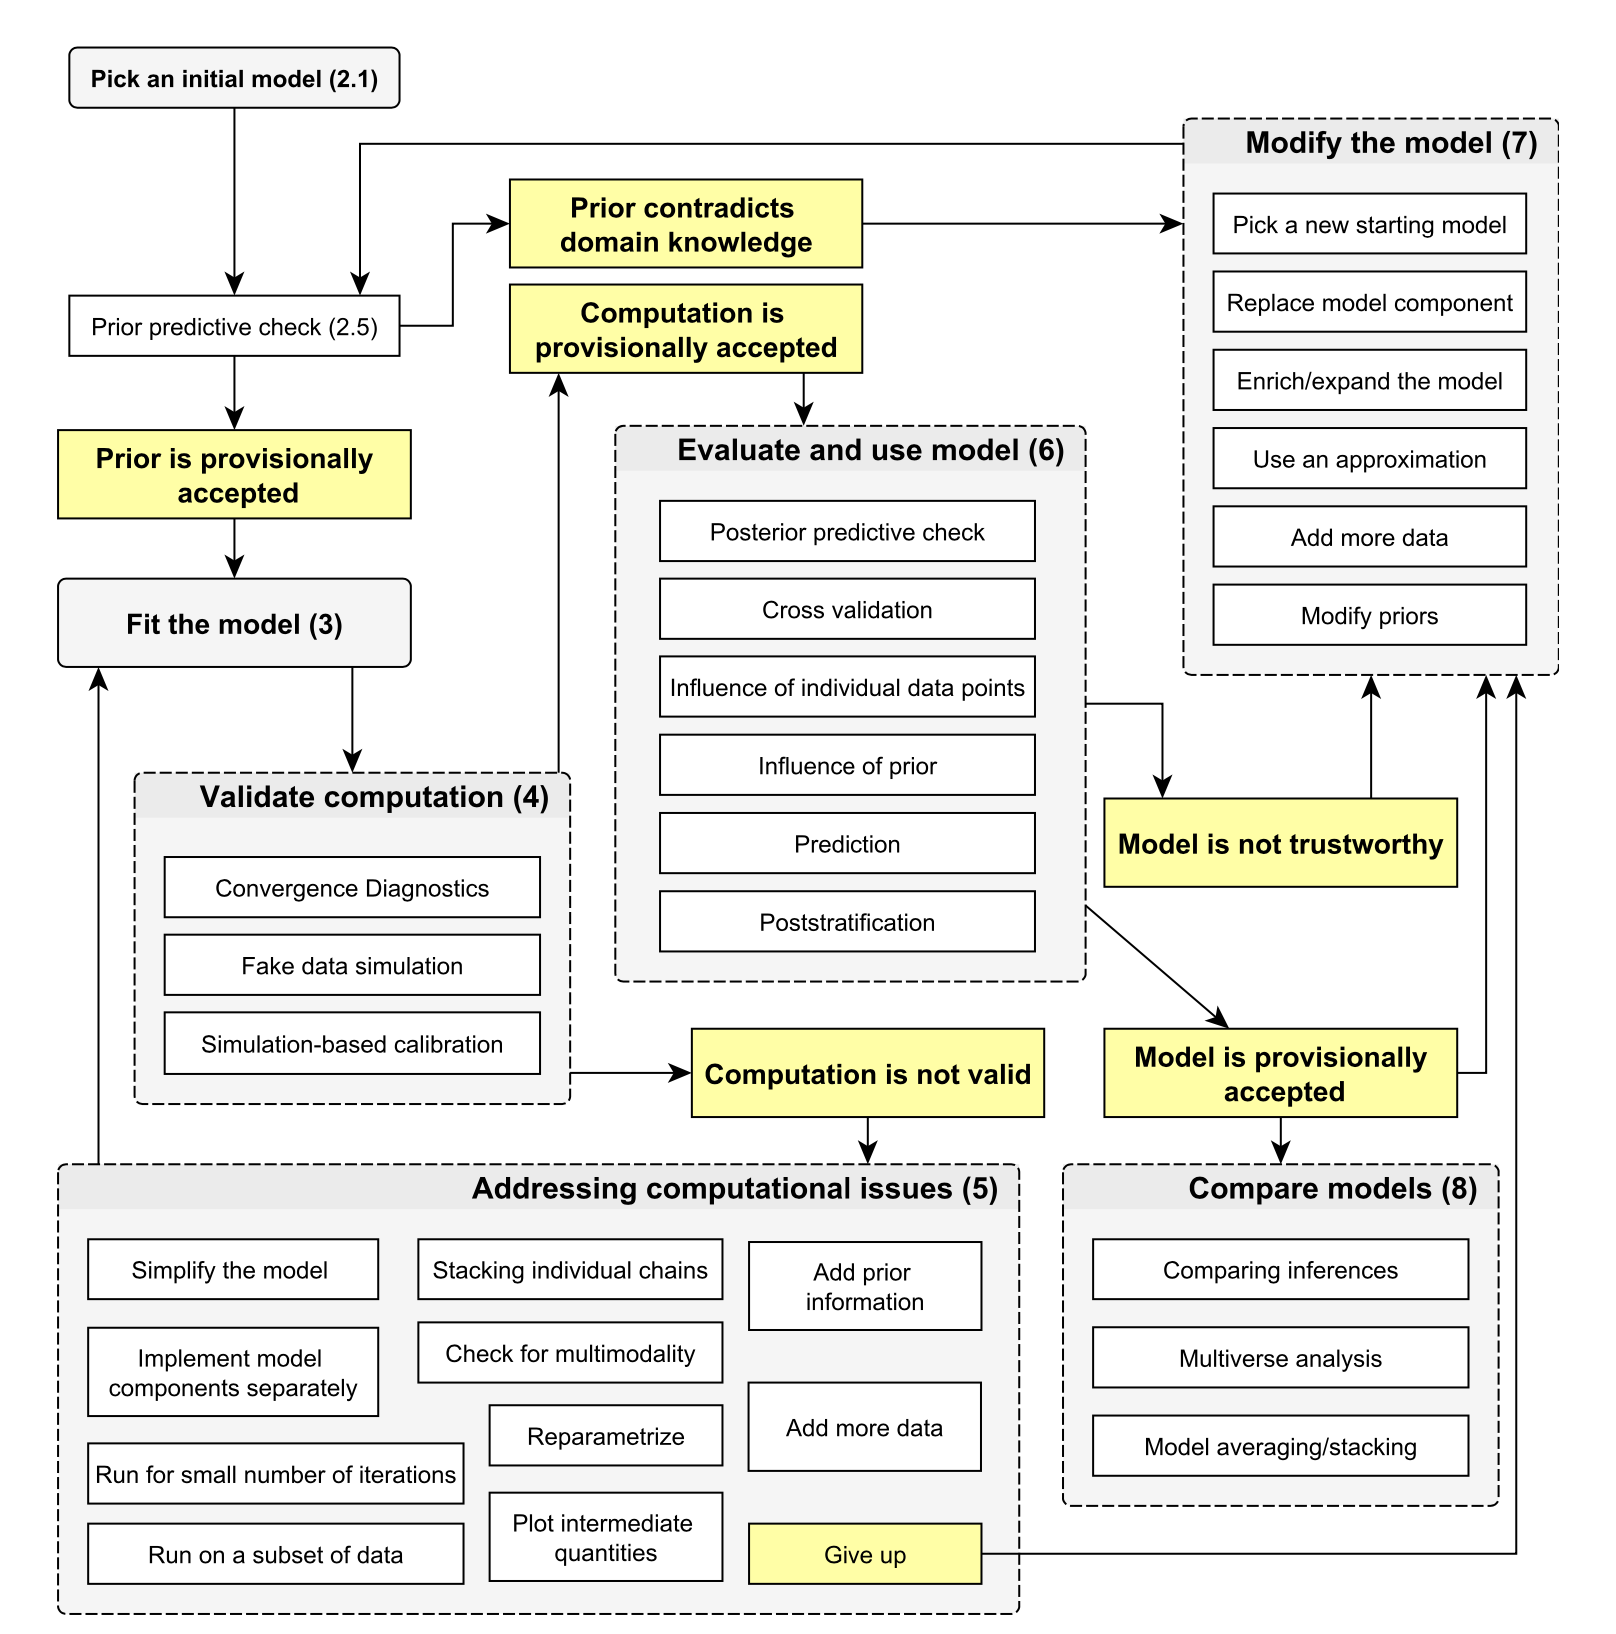 Pick an initial model (2.1)
Modify the model (7)
Pick a new starting model
Replace model component
Enrich/expand the model
Use an approximation
Add more data
Modify priors
Prior contradicts
domain knowledge
Prior predictive check (2.5)
Computation is
provisionally accepted
Prior is provisionally
accepted
Fit the model (3)
Evaluate and use model (6)
Posterior predictive check
Cross validation
Influence of individual data points
Influence of prior
Prediction
Poststratification
Validate computation (4)
Convergence Diagnostics
Fake data simulation
Simulation-based calibration
Model is not trustworthy
Computation is not valid
Model is provisionally
accepted
Addressing computational issues (5)
Simplify the model
Implement model
components separately
Run for small number of iterations
Run on a subset of data
Stacking individual chains
Check for multimodality
Reparametrize
Plot intermediate
quantities
Add prior
information
Add more data
Give up
Compare models (8)
Comparing inferences
Multiverse analysis
Model averaging/stacking